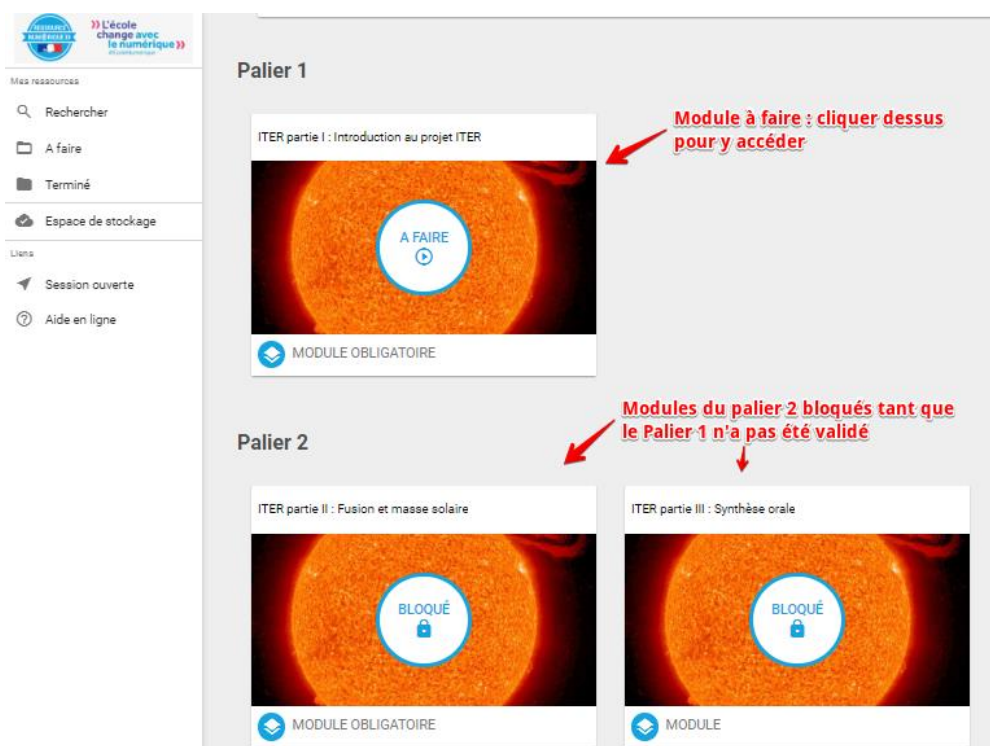 L'école
change avec
le numérique
Mes ressources
Rechercher
A faire
Terminé
Espace de stockage
Liens
Session ouverte
Aide en ligne
Palier 1
ITER partie I : Introduction au projet ITER
A FAIRE
MODULE OBLIGATOIRE
Module à faire : cliquer dessus
pour y accéder
Palier 2
Modules du palier 2 bloqués tant que
le Palier 1 n'a pas été validé
ITER partie II : Fusion et masse solaire
BLOQUÉ
MODULE OBLIGATOIRE
ITER partie III : Synthèse orale
BLOQUÉ
MODULE